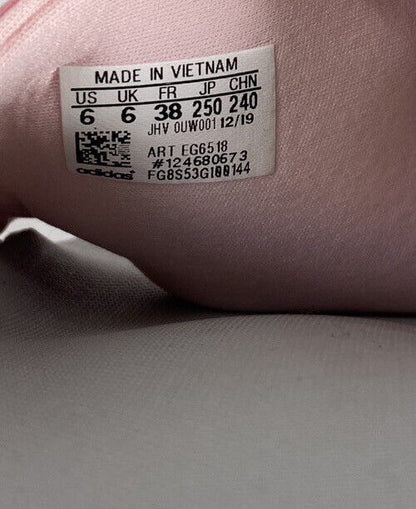 MADE IN VIETNAM
US UK FR JP CHN
6 6 38 250 240
JHV 0UW001 12/19
ART EG6518
#124680673
adidas FG8S53G100144